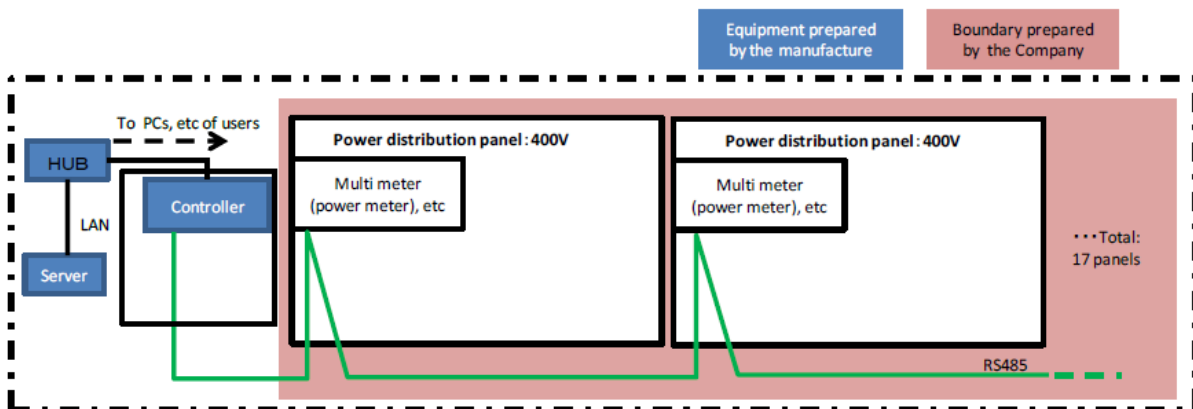 Equipment prepared
by the manufacture
Boundary prepared
by the Company
To PCs, etc of users
HUB
LAN
Server
Controller
Power distribution panel:400V
Multi meter
(power meter), etc
Power distribution panel:400V
Multi meter
(power meter), etc
···Total:
17 panels
RS485